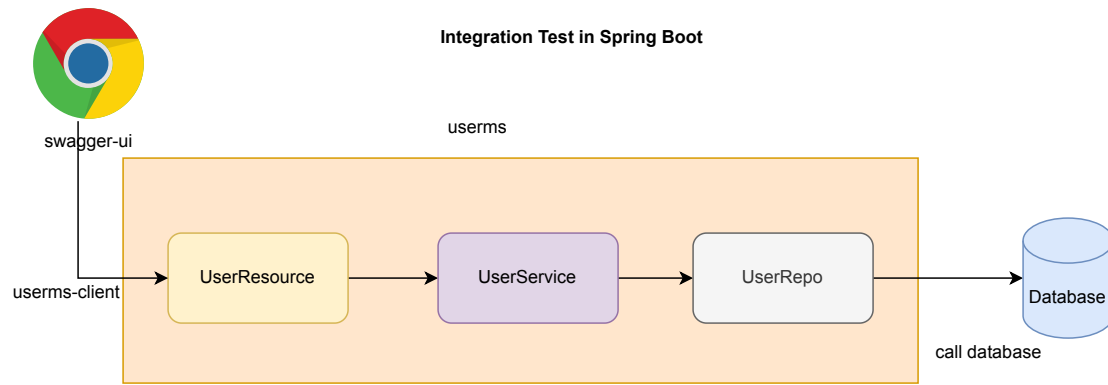 Integration Test in Spring Boot
swagger-ui
userms
UserResource
UserService
UserRepo
userms-client
Database
call database